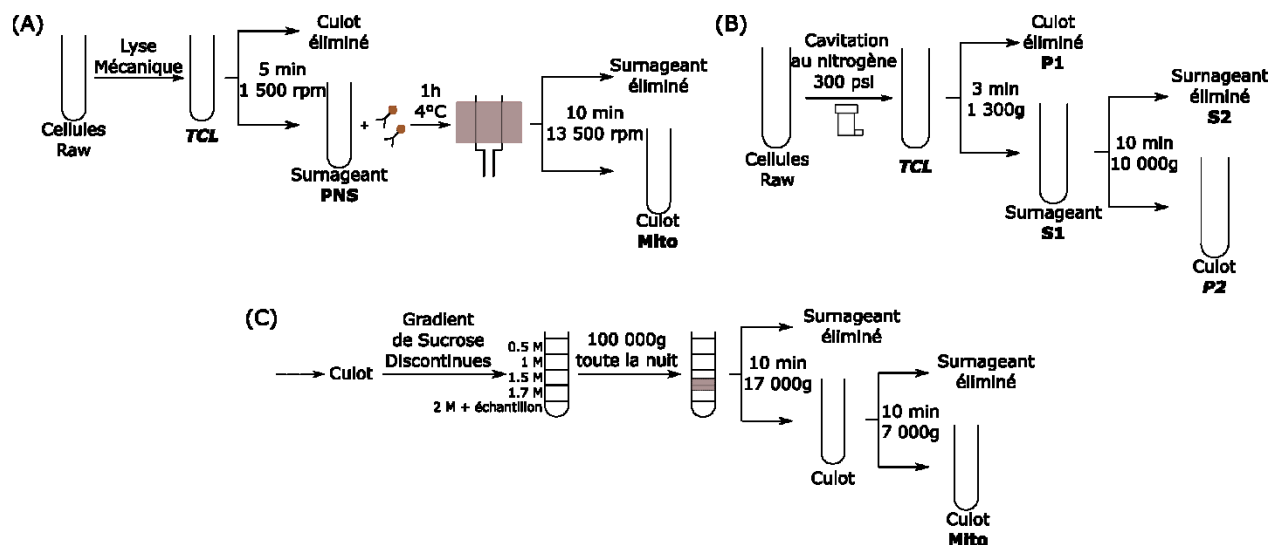 (A)
Lyse
Mécanique
Cellules
Raw
TCL
5 min
1 500 rpm
Culot
éliminé
Surnageant
PNS
+
1h
4°C
10 min
13 500 rpm
Surnageant
éliminé
Culot
Mito
(B)
Cavitation
au nitrogène
300 psi
Cellules
Raw
TCL
3 min
1 300g
Culot
éliminé
P1
Surnageant
S1
10 min
10 000g
Surnageant
éliminé
S2
Culot
P2
(C)
Culot
Gradient
de Sucrose
Discontinues
0.5 M
1 M
1.5 M
1.7 M
2 M + échantillon
100 000g
toute la nuit
10 min
17 000g
Surnageant
éliminé
Culot
10 min
7 000g
Surnageant
éliminé
Culot
Mito